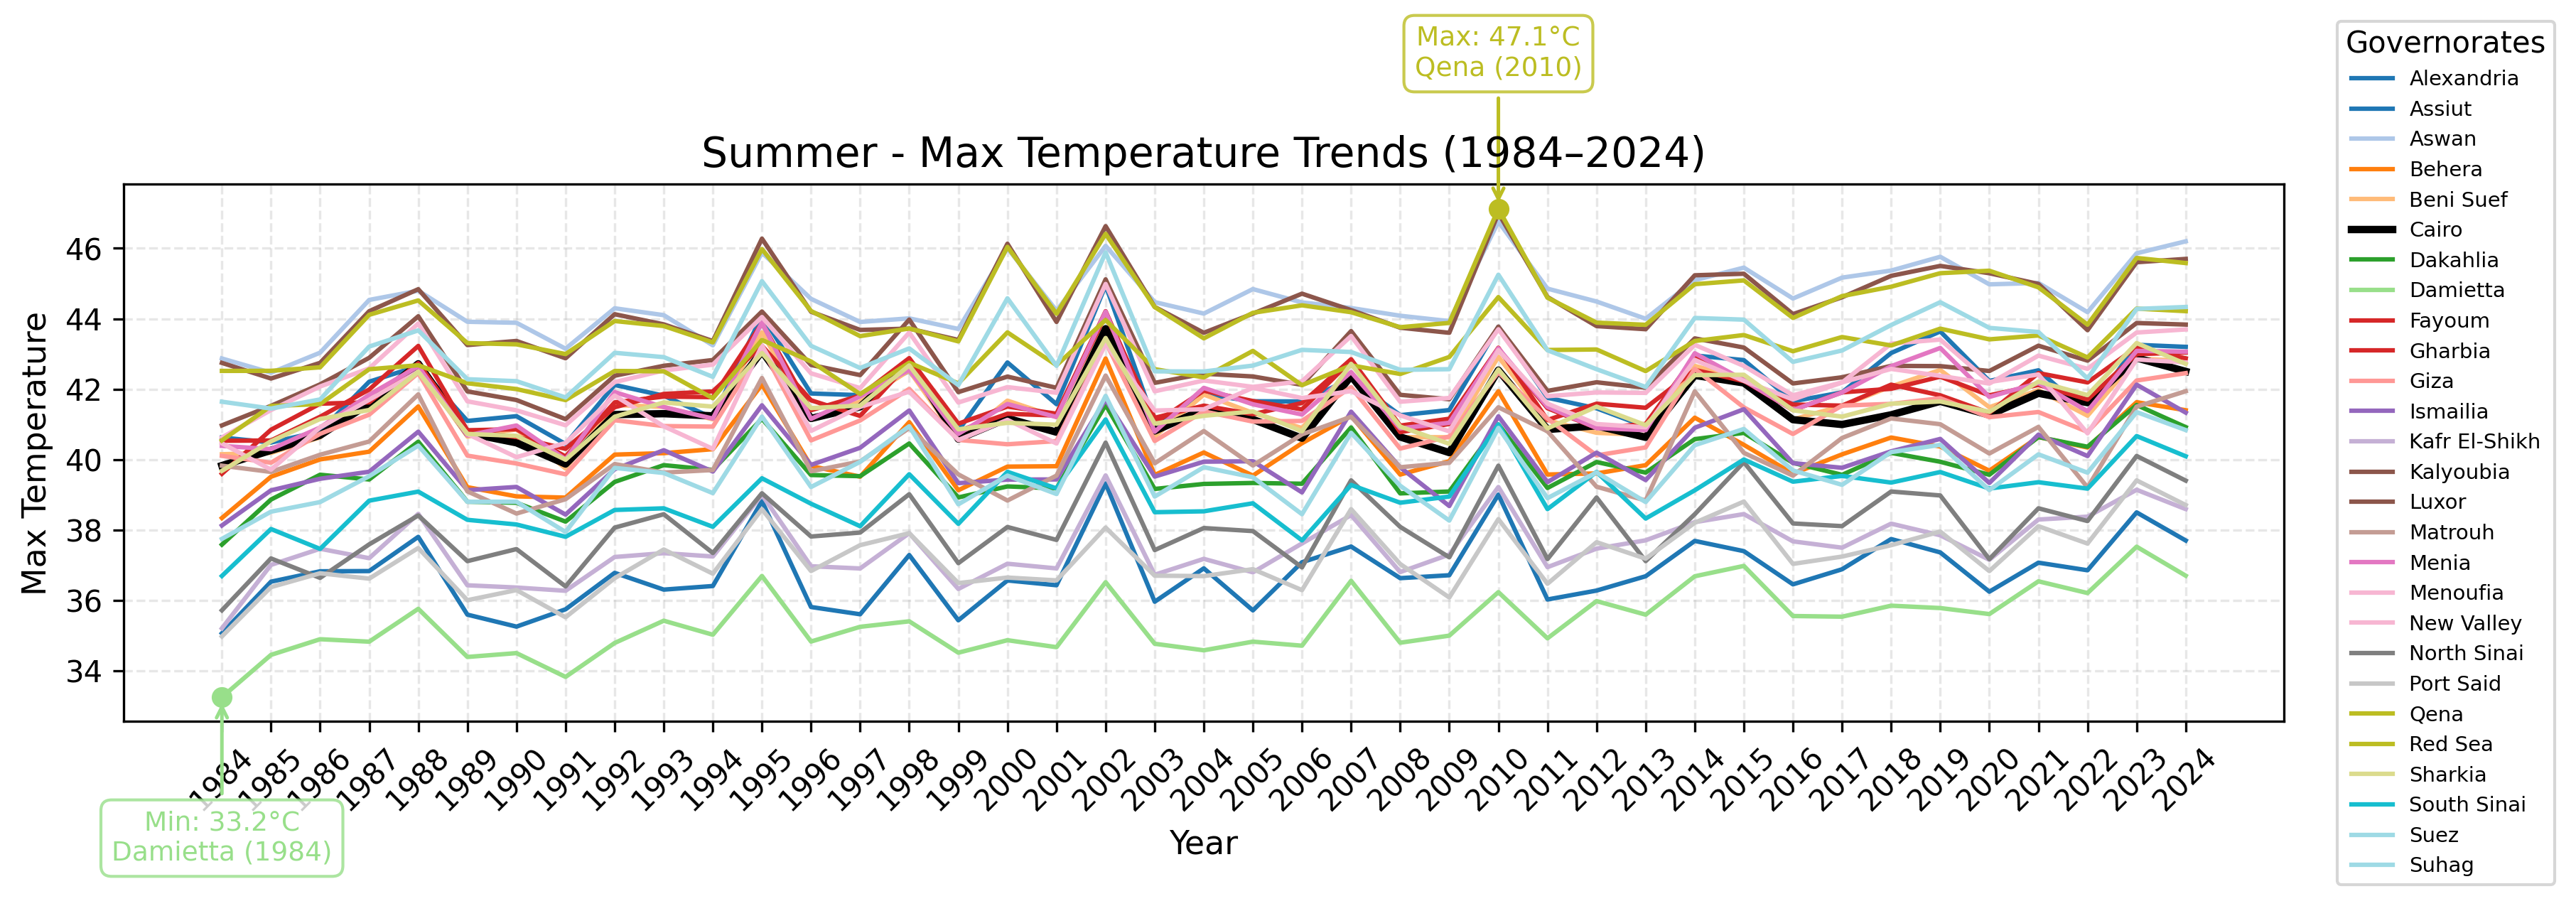 Max: 47.1°C
Qena (2010)
Summer - Max Temperature Trends (1984–2024)
Max Temperature
46
44
42
40
38
36
34
1984
1985
1986
1987
1988
1989
1990
1991
1992
1993
1994
1995
1996
1997
1998
1999
2000
2001
2002
2003
2004
2005
2006
2007
2008
2009
2010
2011
2012
2013
2014
2015
2016
2017
2018
2019
2020
2021
2022
2023
2024
Year
Min: 33.2°C
Damietta (1984)
Governorates
Alexandria
Assiut
Aswan
Behera
Beni Suef
Cairo
Dakahlia
Damietta
Fayoum
Gharbia
Giza
Ismailia
Kafr El-Shikh
Kalyoubia
Luxor
Matrouh
Menia
Menoufia
New Valley
North Sinai
Port Said
Qena
Red Sea
Sharkia
South Sinai
Suez
Suhag